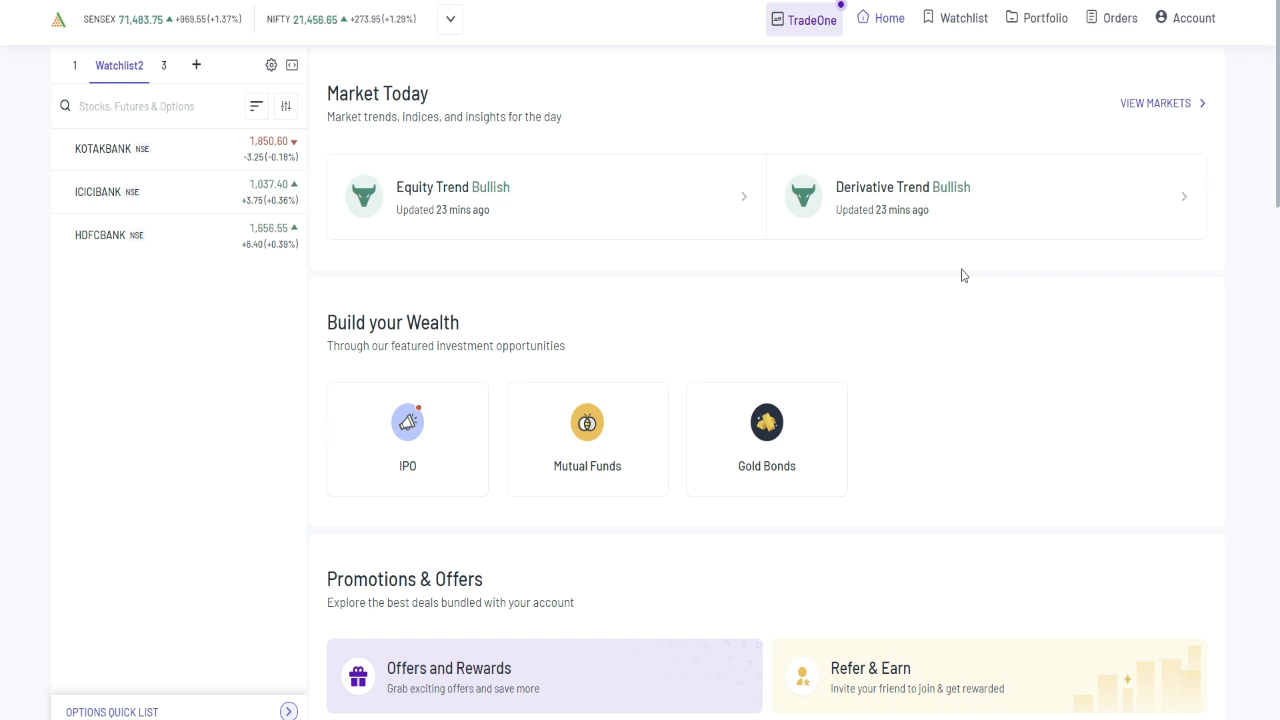 SENSEX 71,483.75 +969.55 (+1.37%) NIFTY 21,456.65 +273.95 (+1.29%)
TradeOne Home Watchlist Portfolio Orders Account
1 Watchlist2 3 +
Stocks, Futures & Options
KOTAKBANK NSE 1,850.60
-3.25 (-0.18%)
ICICIBANK NSE 1,037.40
+3.75 (+0.36%)
HDFCBANK NSE 1,656.55
+6.40 (+0.39%)
OPTIONS QUICK LIST
Market Today
Market trends, indices, and insights for the day
VIEW MARKETS
Equity Trend Bullish
Updated 23 mins ago
Derivative Trend Bullish
Updated 23 mins ago
Build your Wealth
Through our featured investment opportunities
IPO
Mutual Funds
Gold Bonds
Promotions & Offers
Explore the best deals bundled with your account
Offers and Rewards
Grab exciting offers and save more
Refer & Earn
Invite your friend to join & get rewarded